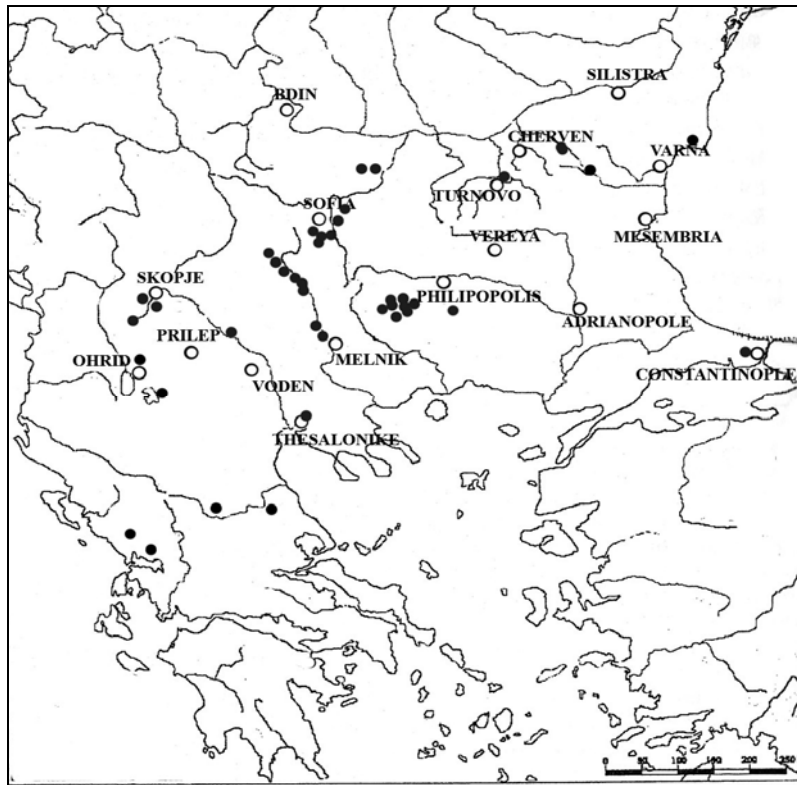 SILISTRA
BDIN
CHERVEN
VARNA
TURNOVO
SOFIA
MESEMBRIA
VEREYA
SKOPJE
PHILIPOPOLIS
ADRIANOPOLE
PRILEP
MELNIK
OHRID
CONSTANTINOPLE
VODEN
THESALONIKE
0 50 100 150 200 250